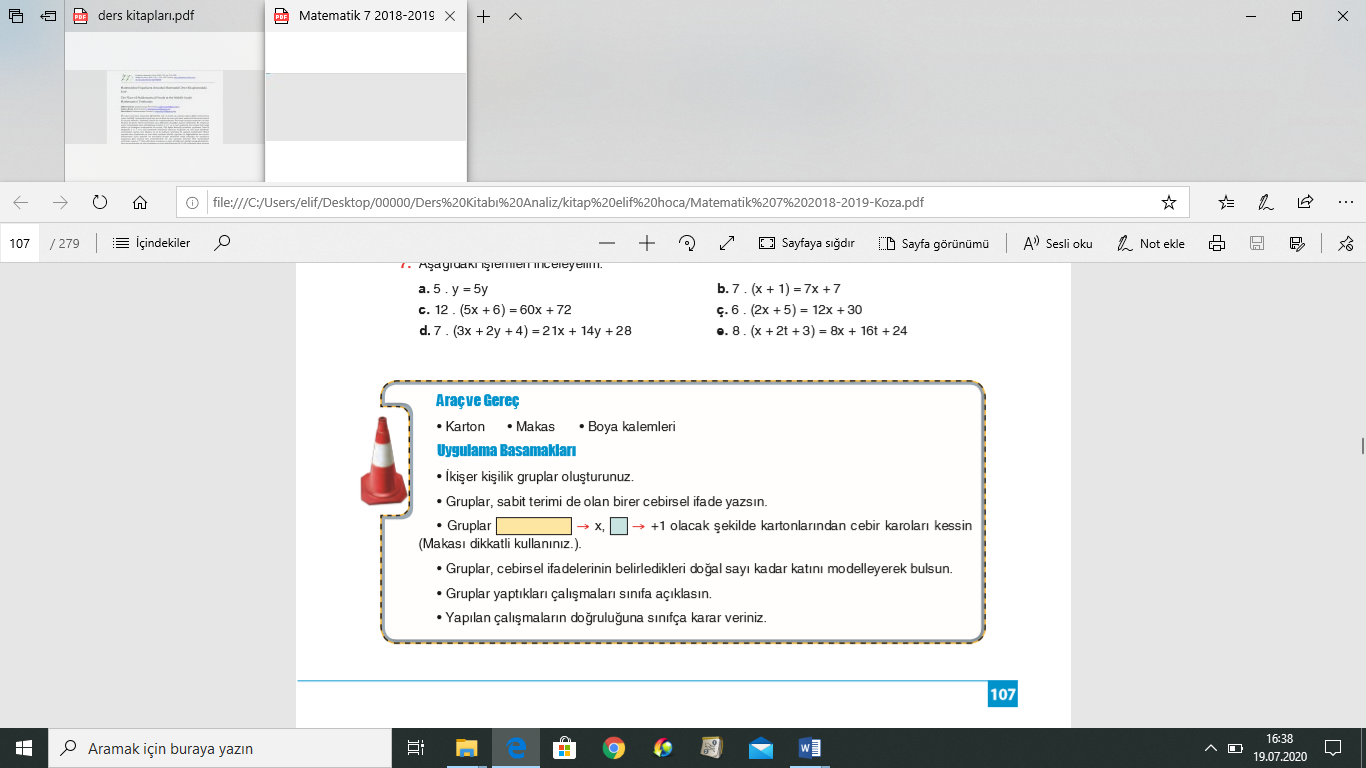 ders kitapları.pdf
Matematik 7 2018-2019
file:///C:/Users/elif/Desktop/00000/Ders%20Kitabı%20Analiz/kitap%20elif%20hoca/Matematik%207%202018-2019-Koza.pdf
107 / 279 İçindekiler Sayfaya sığdır Sayfa görünümü Sesli oku Not ekle
7. Aşağıdaki işlemleri inceleyelim.
a. 5 . y = 5y b. 7 . (x + 1) = 7x + 7
c. 12 . (5x + 6) = 60x + 72 ç. 6 . (2x + 5) = 12x + 30
d. 7 . (3x + 2y + 4) = 21x + 14y + 28 e. 8 . (x + 2t + 3) = 8x + 16t + 24
Araç ve Gereç
• Karton • Makas • Boya kalemleri
Uygulama Basamakları
• İkişer kişilik gruplar oluşturunuz.
• Gruplar, sabit terimi de olan birer cebirsel ifade yazsın.
• Gruplar → x, → +1 olacak şekilde kartonlarından cebir karoları kessin
(Makası dikkatli kullanınız.).
• Gruplar, cebirsel ifadelerinin belirledikleri doğal sayı kadar katını modelleyerek bulsun.
• Gruplar yaptıkları çalışmaları sınıfa açıklasın.
• Yapılan çalışmaların doğruluğuna sınıfça karar veriniz.
107
Aramak için buraya yazın
16:38
19.07.2020